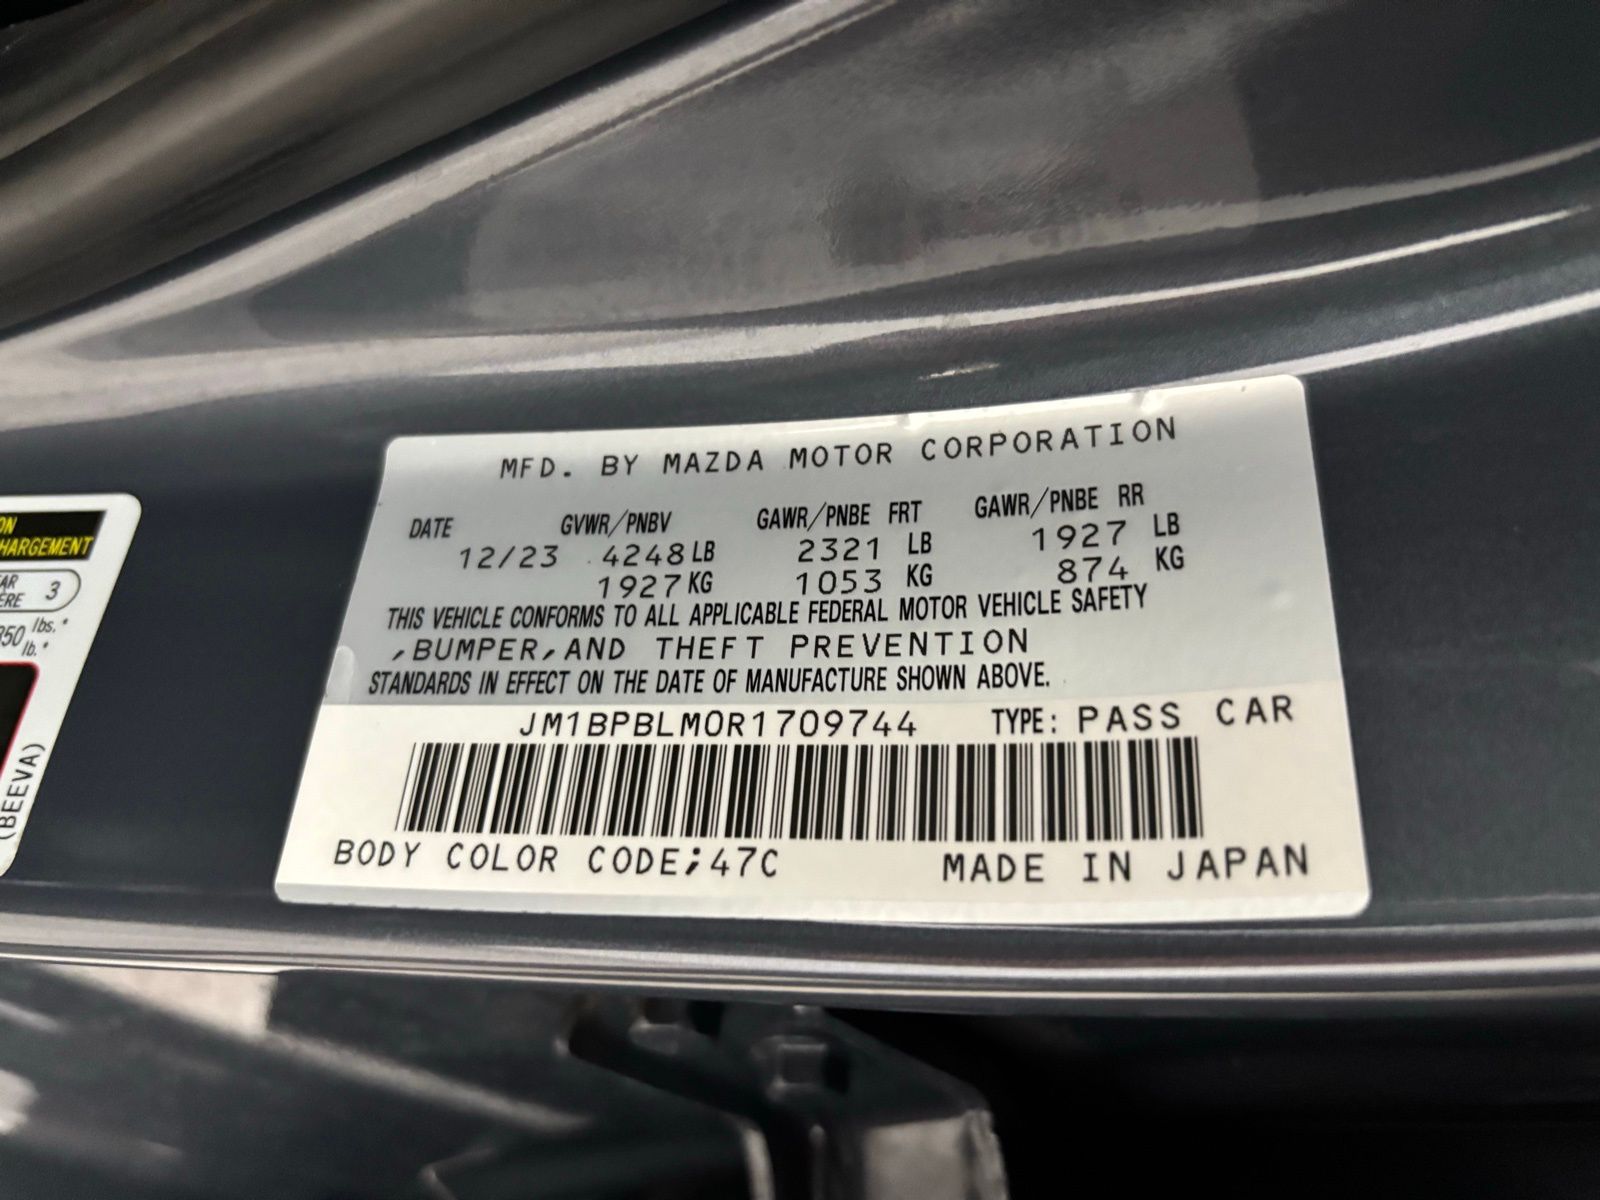 MFD. BY MAZDA MOTOR CORPORATION
DATE GVWR/PNBV GAWR/PNBE FRT GAWR/PNBE RR
12/23 4248 LB 2321 LB 1927 LB
1927 KG 1053 KG 874 KG
THIS VEHICLE CONFORMS TO ALL APPLICABLE FEDERAL MOTOR VEHICLE SAFETY
,BUMPER,AND THEFT PREVENTION
STANDARDS IN EFFECT ON THE DATE OF MANUFACTURE SHOWN ABOVE.
JM1BPBLM0R1709744 TYPE: PASS CAR
BODY COLOR CODE;47C MADE IN JAPAN
HARGEMENT
3
lbs.*
lb.*
(BEEVA)